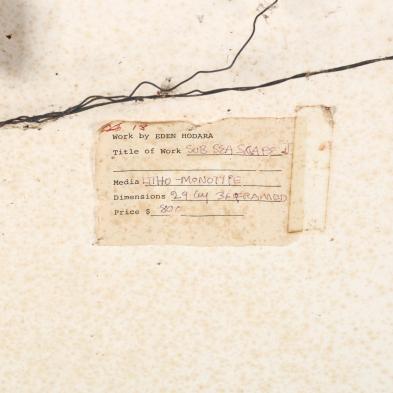 Work by EDEN HODARA
Title of Work SUB SEA SCAPE
Media LITHO-MONOTYPE
Dimensions 29 by 36 FRAMED
Price $ 800